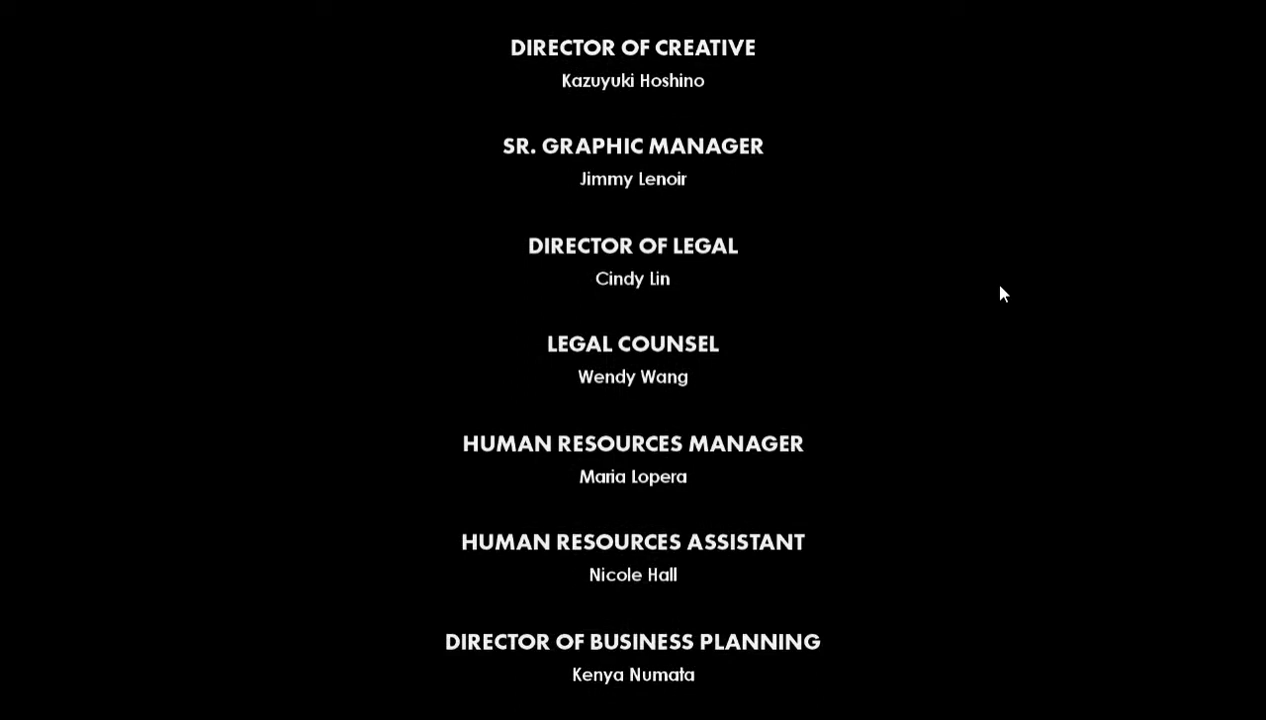 DIRECTOR OF CREATIVE
Kazuyuki Hoshino
SR. GRAPHIC MANAGER
Jimmy Lenoir
DIRECTOR OF LEGAL
Cindy Lin
LEGAL COUNSEL
Wendy Wang
HUMAN RESOURCES MANAGER
Maria Lopera
HUMAN RESOURCES ASSISTANT
Nicole Hall
DIRECTOR OF BUSINESS PLANNING
Kenya Numata